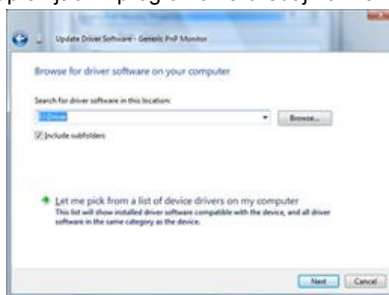 Update Driver Software - Generic PnP Monitor
Browse for driver software on your computer
Search for driver software in this location:
Browse...
Include subfolders
Let me pick from a list of device drivers on my computer
This list will show installed driver software compatible with the device, and all driver
software in the same category as the device.
Next Cancel